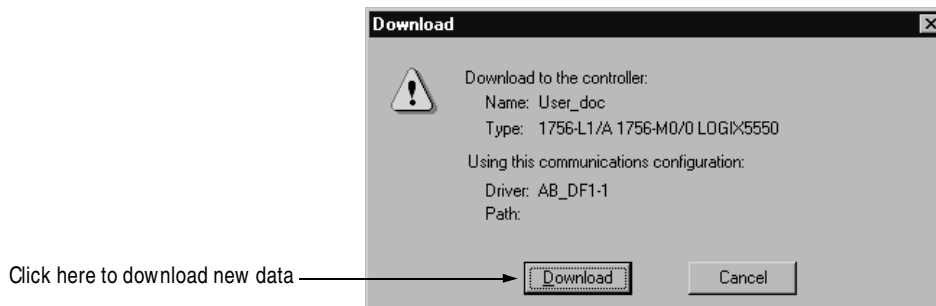 Download
Download to the controller:
Name: User_doc
Type: 1756-L1/A 1756-M0/0 LOGIX5550
Using this communications configuration:
Driver: AB_DF1-1
Path:
Click here to download new data
Download
Cancel